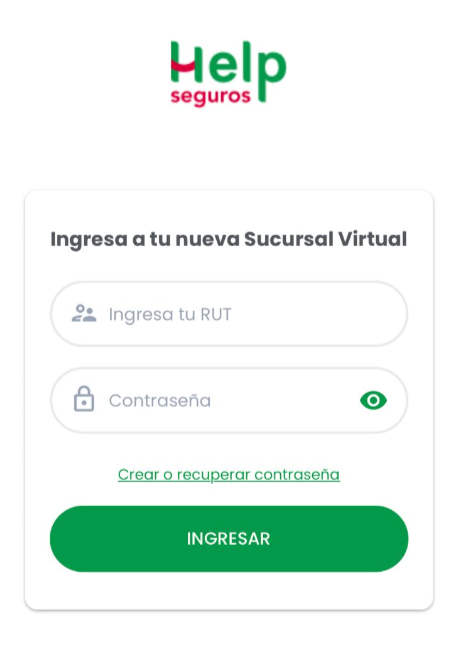 Help
seguros
Ingresa a tu nueva Sucursal Virtual
Ingresa tu RUT
Contraseña
Crear o recuperar contraseña
INGRESAR